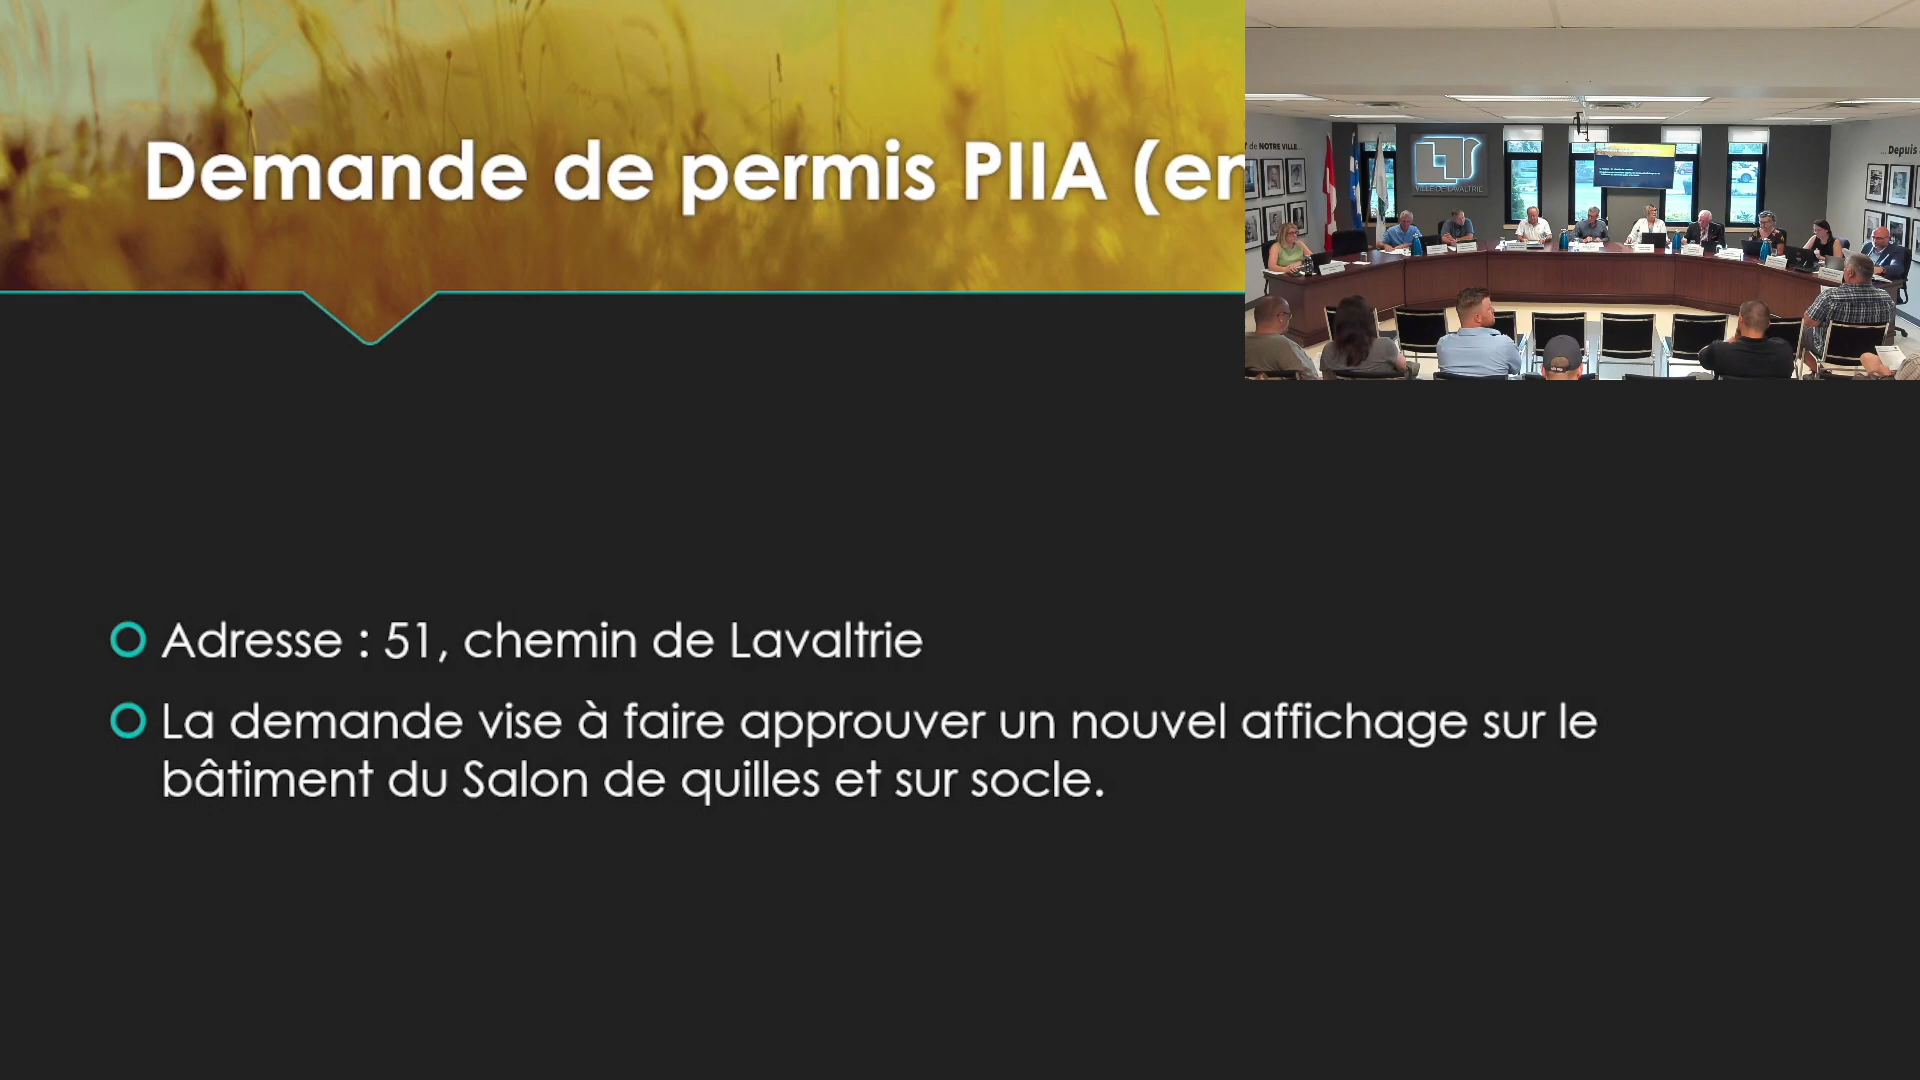 Demande de permis PIIA (en
... de NOTRE VILLE...
...Depuis
VILLE DE LAVALTRIE
Adresse : 51, chemin de Lavaltrie
La demande vise à faire approuver un nouvel affichage sur le
bâtiment du Salon de quilles et sur socle.